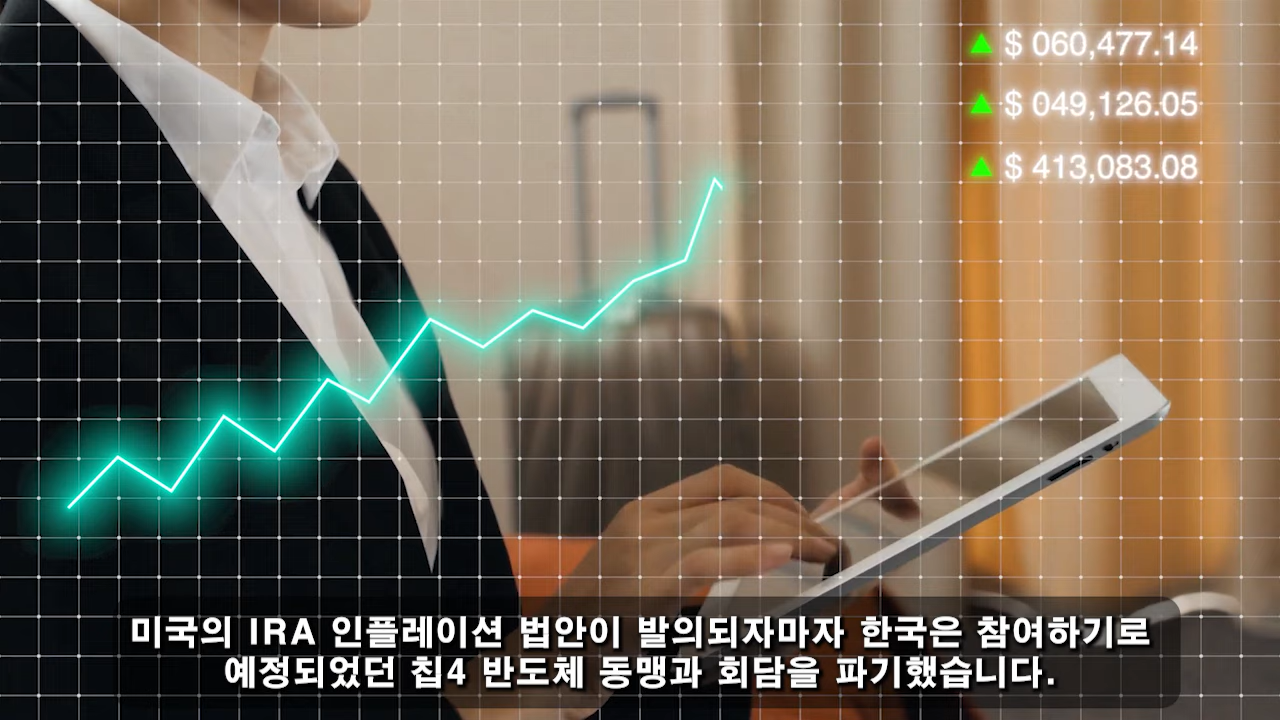 ▲ $ 060,477.14
▲ $ 049,126.05
▲ $ 413,083.08
미국의 IRA 인플레이션 법안이 발의되자마자 한국은 참여하기로
예정되었던 칩4 반도체 동맹과 회담을 파기했습니다.